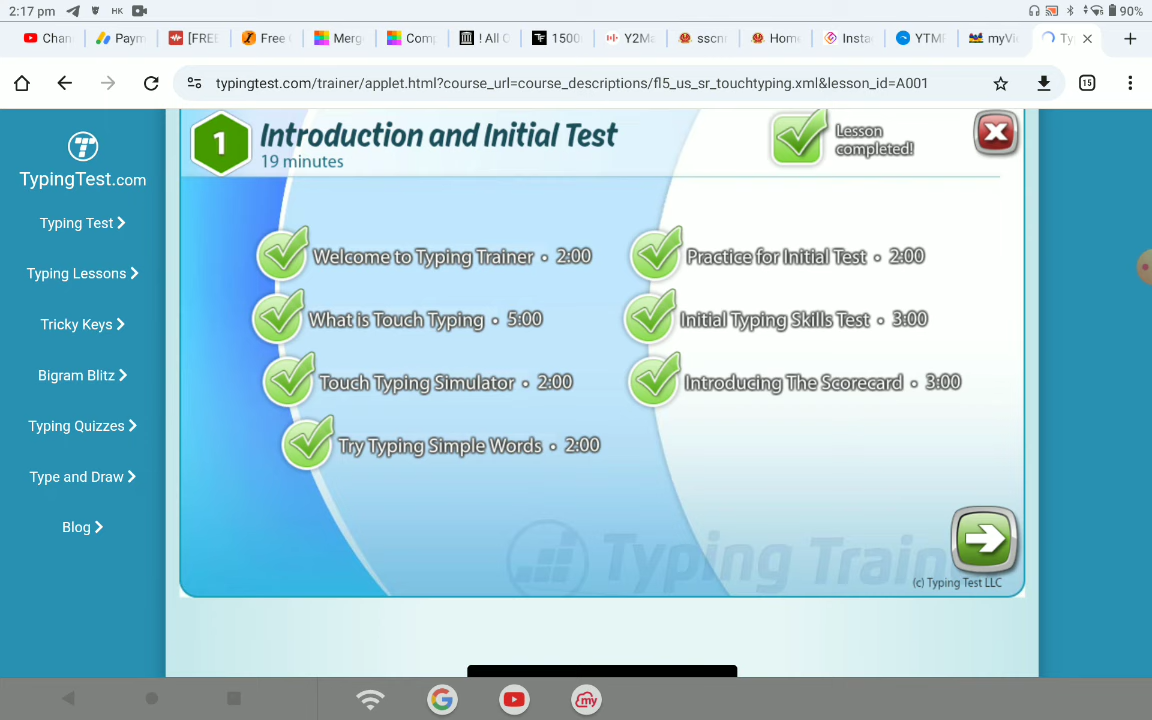 2:17 pm HK 90%
Chan Paym [FREE Free Merg Comp ! All C 1500 Y2Ma sscn Home Insta YTMF myVi Ty
typingtest.com/trainer/applet.html?course_url=course_descriptions/fl5_us_sr_touchtyping.xml&lesson_id=A001 15
TypingTest.com
Typing Test
Typing Lessons
Tricky Keys
Bigram Blitz
Typing Quizzes
Type and Draw
Blog
1 Introduction and Initial Test
19 minutes
Lesson
completed!
Welcome to Typing Trainer • 2:00
What is Touch Typing • 5:00
Touch Typing Simulator • 2:00
Try Typing Simple Words • 2:00
Practice for Initial Test • 2:00
Initial Typing Skills Test • 3:00
Introducing The Scorecard • 3:00
Typing Train
(c) Typing Test LLC
my